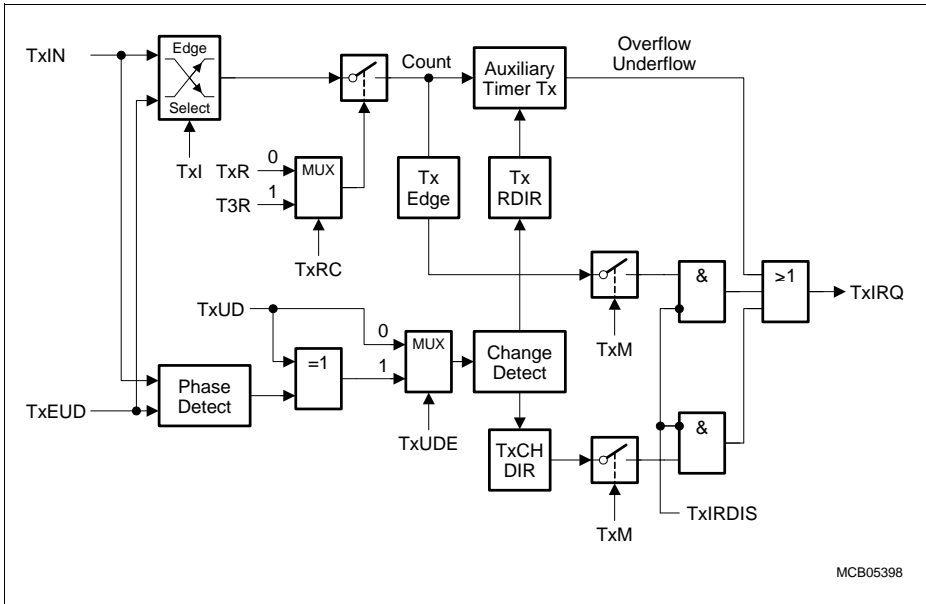 TxIN
Edge
Select
TxI
Count
Auxiliary
Timer Tx
Overflow
Underflow
TxR
0
T3R
1
MUX
TxRC
Tx
Edge
Tx
RDIR
TxUD
0
1
MUX
TxUDE
=1
Phase
Detect
TxEUD
Change
Detect
TxCH
DIR
TxM
TxM
&
&
≥1
TxIRQ
TxIRDIS
MCB05398